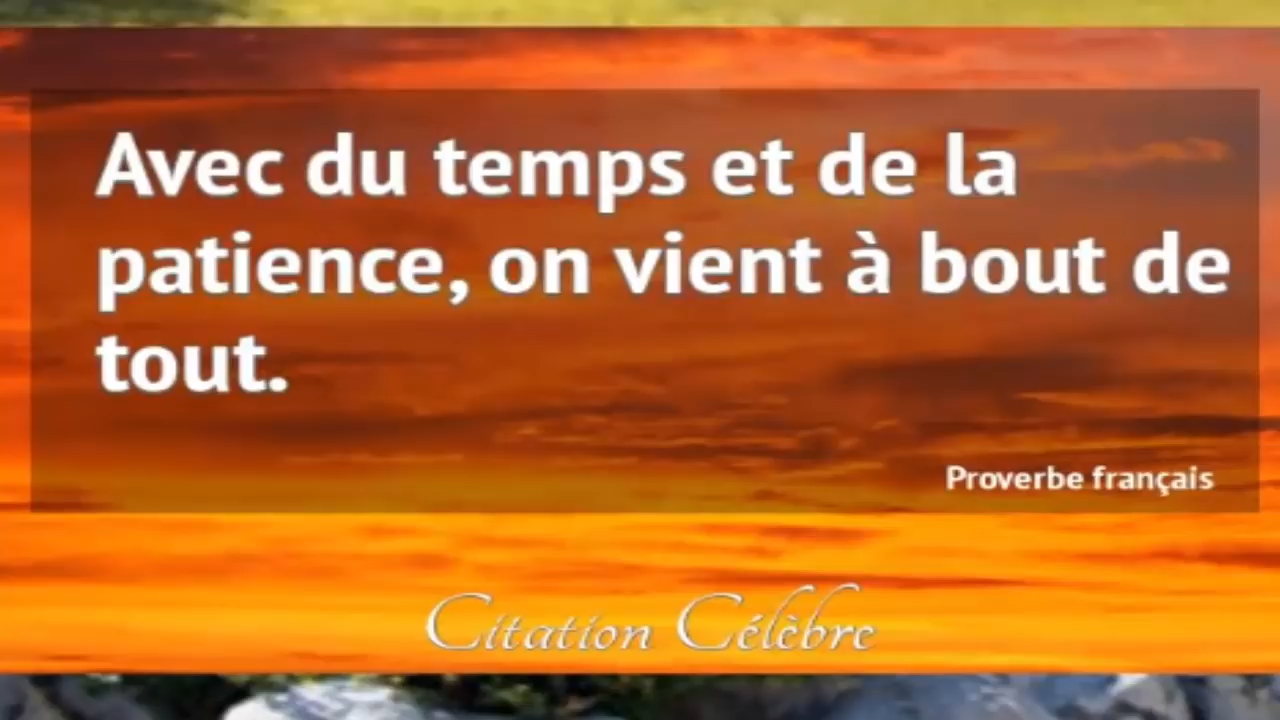 Avec du temps et de la
patience, on vient à bout de
tout.
Proverbe français
Citation Célèbre